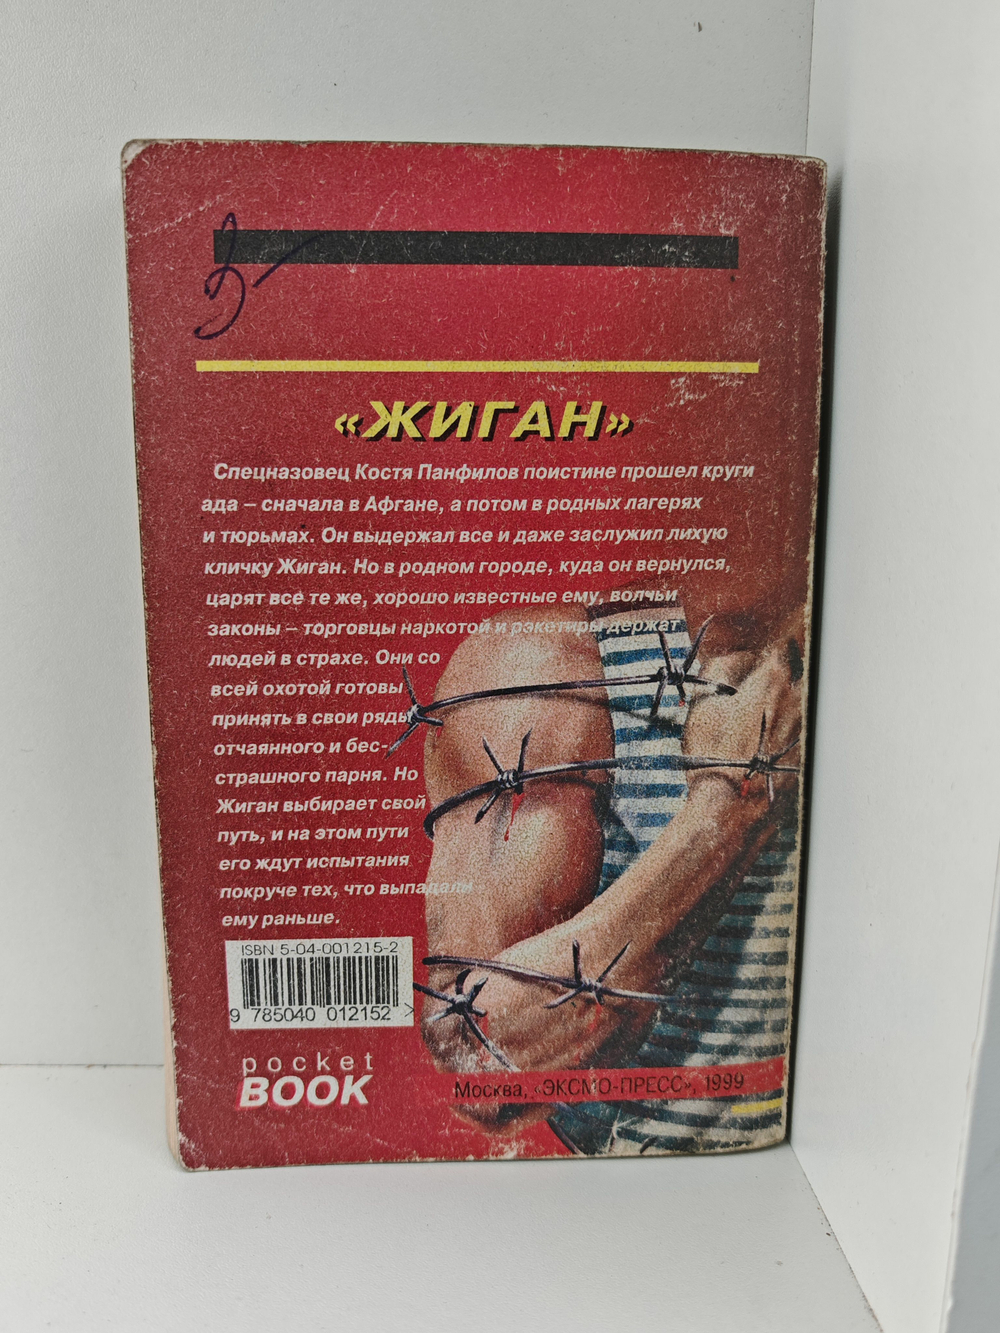 3-
«ЖИГАН»
Спецназовец Костя Панфилов поистине прошел круги
ада – сначала в Афгане, а потом в родных лагерях
и тюрьмах. Он выдержал все и даже заслужил лихую
кличку Жиган. Но в родном городе, куда он вернулся,
царят все те же, хорошо известные ему, волчьи
законы – торговцы наркотой и рэкетиры держат
людей в страхе. Они со
всей охотой готовы
принять в свои ряды
отчаянного и бес-
страшного парня. Но
Жиган выбирает свой
путь, и на этом пути
его ждут испытания
покруче тех, что выпадали
ему раньше.
ISBN 5-04-001215-2
9 785040 012152 >
pocket
BOOK
Москва, «ЭКСМО-ПРЕСС», 1999